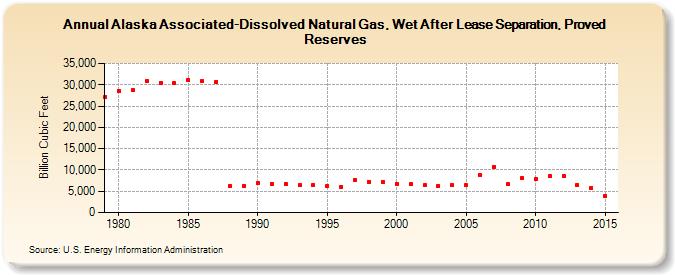 Annual Alaska Associated-Dissolved Natural Gas, Wet After Lease Separation, Proved
Reserves
Billion Cubic Feet
35,000
30,000
25,000
20,000
15,000
10,000
5,000
0
1980 1985 1990 1995 2000 2005 2010 2015
Source: U.S. Energy Information Administration